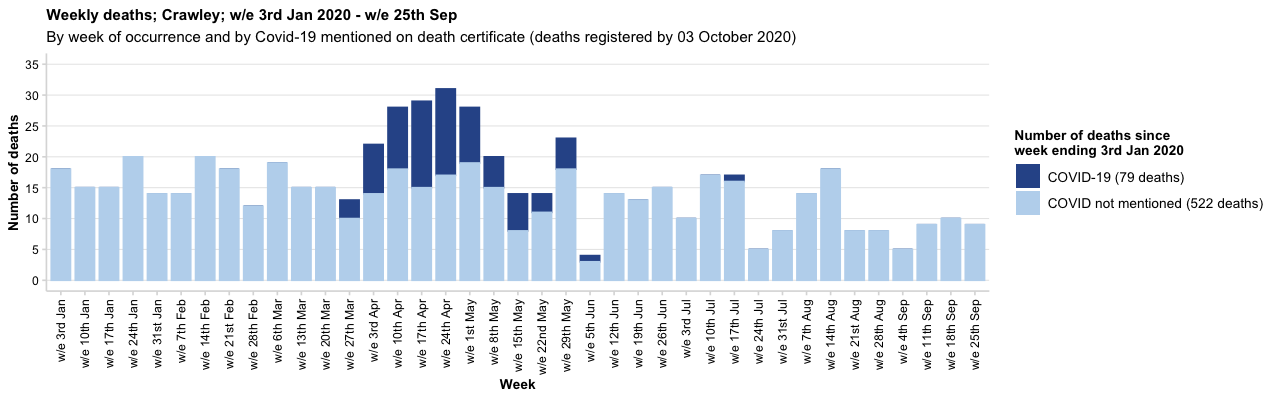 Weekly deaths; Crawley; w/e 3rd Jan 2020 - w/e 25th Sep
By week of occurrence and by Covid-19 mentioned on death certificate (deaths registered by 03 October 2020)
Number of deaths
35
30
25
20
15
10
5
0
w/e 3rd Jan
w/e 10th Jan
w/e 17th Jan
w/e 24th Jan
w/e 31st Jan
w/e 7th Feb
w/e 14th Feb
w/e 21st Feb
w/e 28th Feb
w/e 6th Mar
w/e 13th Mar
w/e 20th Mar
w/e 27th Mar
w/e 3rd Apr
w/e 10th Apr
w/e 17th Apr
w/e 24th Apr
w/e 1st May
w/e 8th May
w/e 15th May
w/e 22nd May
w/e 29th May
w/e 5th Jun
w/e 12th Jun
w/e 19th Jun
w/e 26th Jun
w/e 3rd Jul
w/e 10th Jul
w/e 17th Jul
w/e 24th Jul
w/e 31st Jul
w/e 7th Aug
w/e 14th Aug
w/e 21st Aug
w/e 28th Aug
w/e 4th Sep
w/e 11th Sep
w/e 18th Sep
w/e 25th Sep
Week
Number of deaths since
week ending 3rd Jan 2020
COVID-19 (79 deaths)
COVID not mentioned (522 deaths)